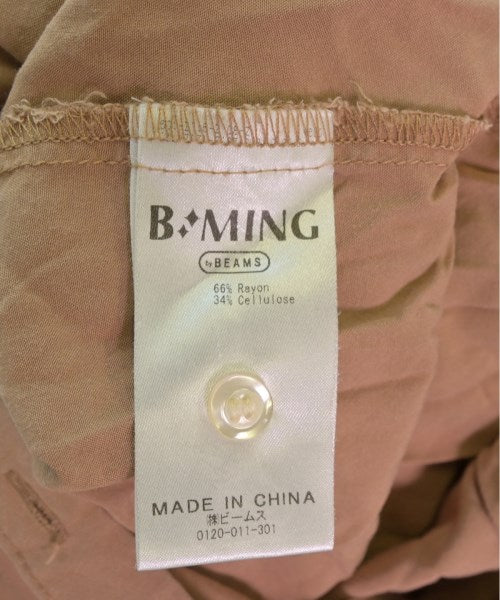 B MING
by BEAMS
66% Rayon
34% Cellulose
MADE IN CHINA
㈱ビームス
0120-011-301